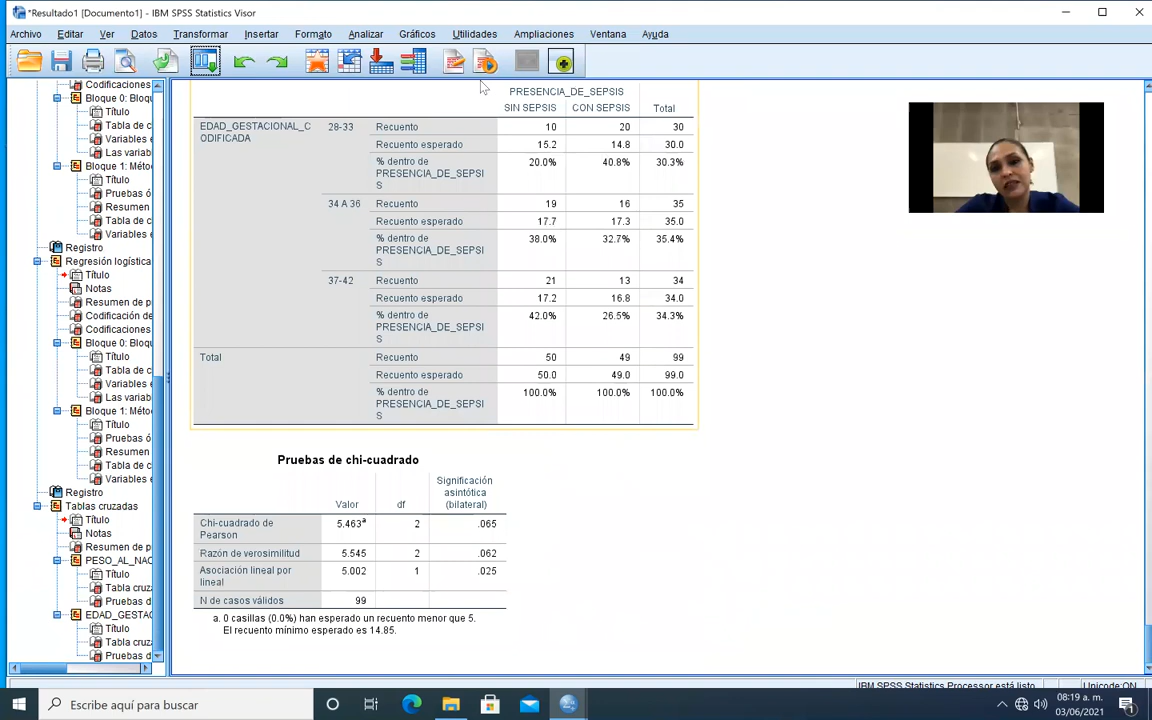 *Resultado1 [Documento1] - IBM SPSS Statistics Visor
Archivo Editar Ver Datos Transformar Insertar Formato Analizar Gráficos Utilidades Ampliaciones Ventana Ayuda
Codificaciones
Bloque 0: Bloqu
Título
Tabla de c
Variables e
Las variab
Bloque 1: Métod
Título
Pruebas ó
Resumen
Tabla de c
Variables e
Registro
Regresión logística
Título
Notas
Resumen de p
Codificación de
Codificaciones
Bloque 0: Bloqu
Título
Tabla de c
Variables e
Las variab
Bloque 1: Métod
Título
Pruebas ó
Resumen
Tabla de c
Variables e
Registro
Tablas cruzadas
Título
Notas
Resumen de p
PESO_AL_NAC
Título
Tabla cruz
Pruebas d
EDAD_GESTAC
Título
Tabla cruz
Pruebas d
PRESENCIA_DE_SEPSIS
SIN SEPSIS CON SEPSIS Total
EDAD_GESTACIONAL_C
ODIFICADA
28-33 Recuento 10 20 30
Recuento esperado 15.2 14.8 30.0
% dentro de 20.0% 40.8% 30.3%
PRESENCIA_DE_SEPSI
S
34 A 36 Recuento 19 16 35
Recuento esperado 17.7 17.3 35.0
% dentro de 38.0% 32.7% 35.4%
PRESENCIA_DE_SEPSI
S
37-42 Recuento 21 13 34
Recuento esperado 17.2 16.8 34.0
% dentro de 42.0% 26.5% 34.3%
PRESENCIA_DE_SEPSI
S
Total Recuento 50 49 99
Recuento esperado 50.0 49.0 99.0
% dentro de 100.0% 100.0% 100.0%
PRESENCIA_DE_SEPSI
S
Pruebas de chi-cuadrado
Significación
asintótica
Valor df (bilateral)
Chi-cuadrado de 5.463a 2 .065
Pearson
Razón de verosimilitud 5.545 2 .062
Asociación lineal por 5.002 1 .025
lineal
N de casos válidos 99
a. 0 casillas (0.0%) han esperado un recuento menor que 5.
El recuento mínimo esperado es 14.85.
IBM SPSS Statistics Processor está listo Unicode:ON
Escribe aquí para buscar
08:19 a. m.
03/06/2021
1